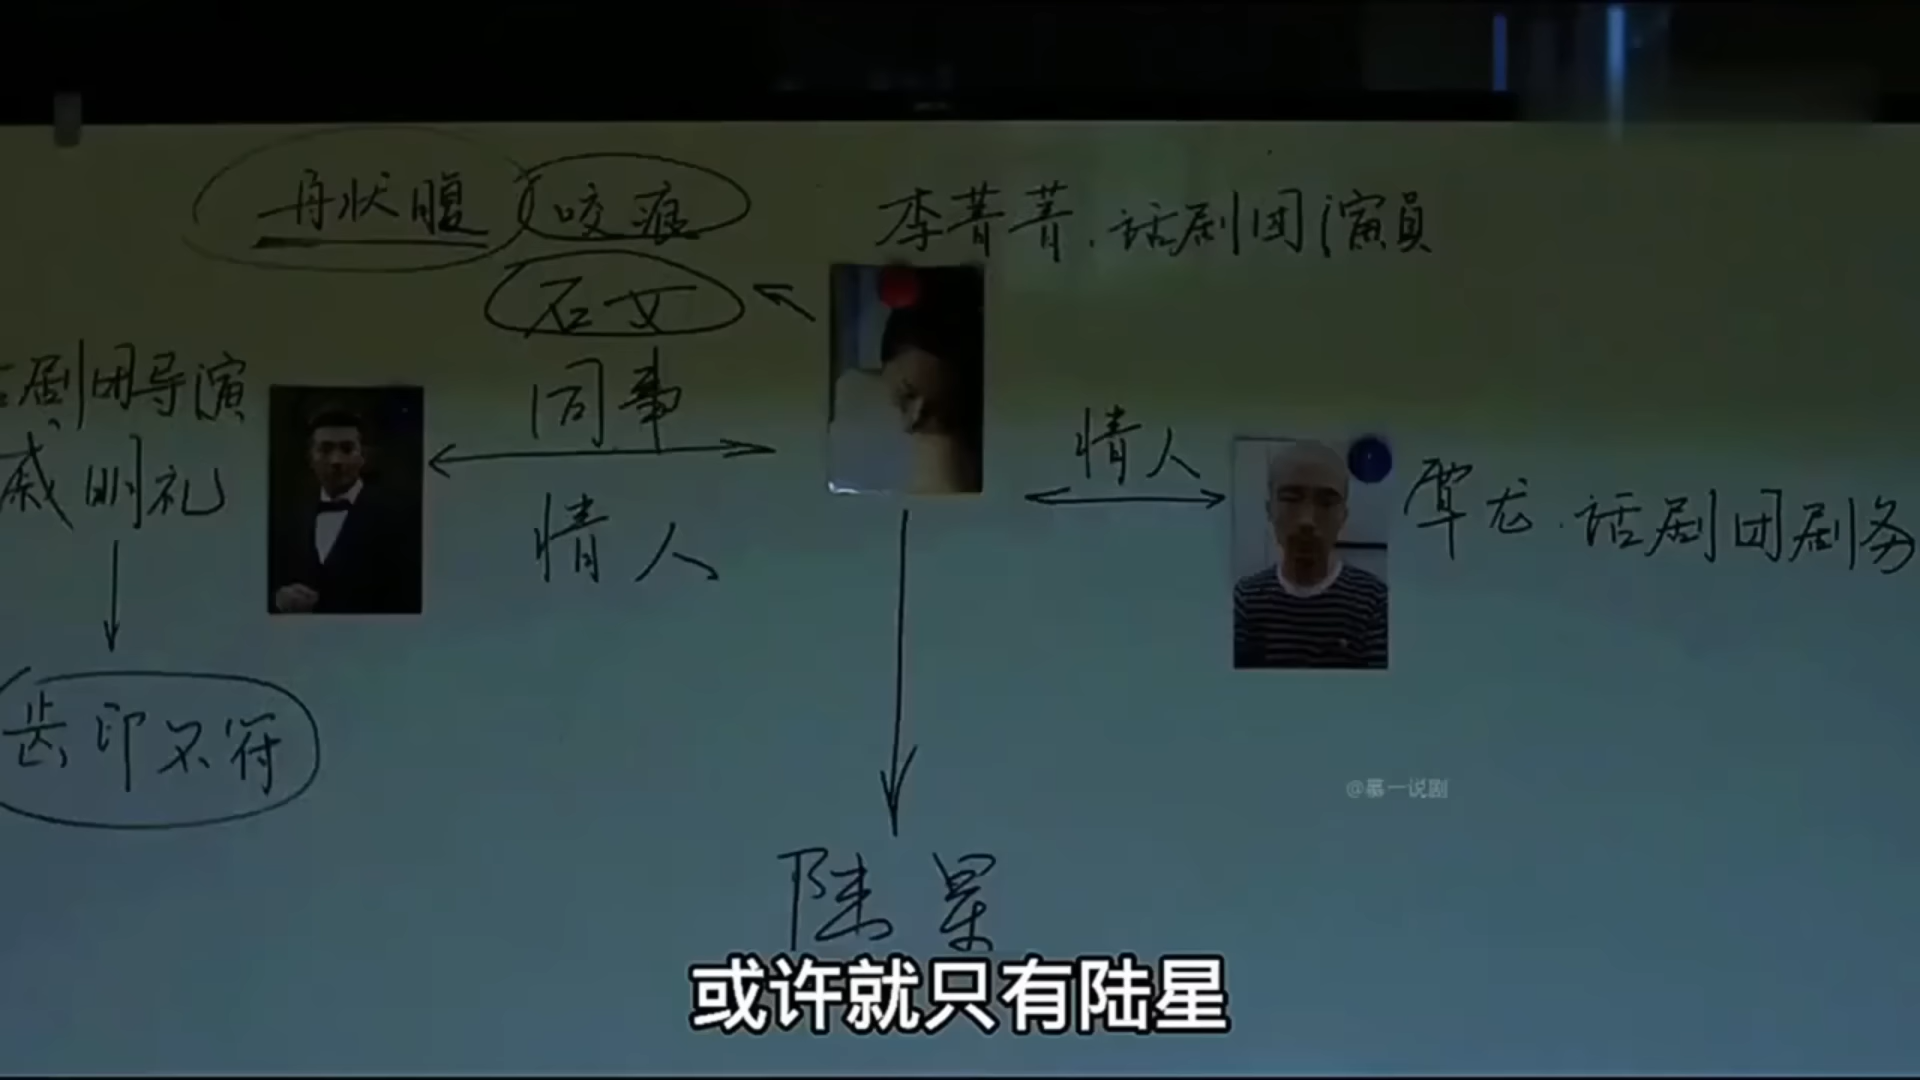 舟状腹 咬痕
李菁菁.话剧团演员
石女
剧团导演
同事
情人
戚明礼
情人
覃龙.话剧团剧务
齿印不符
@慕一说剧
陆星
或许就只有陆星